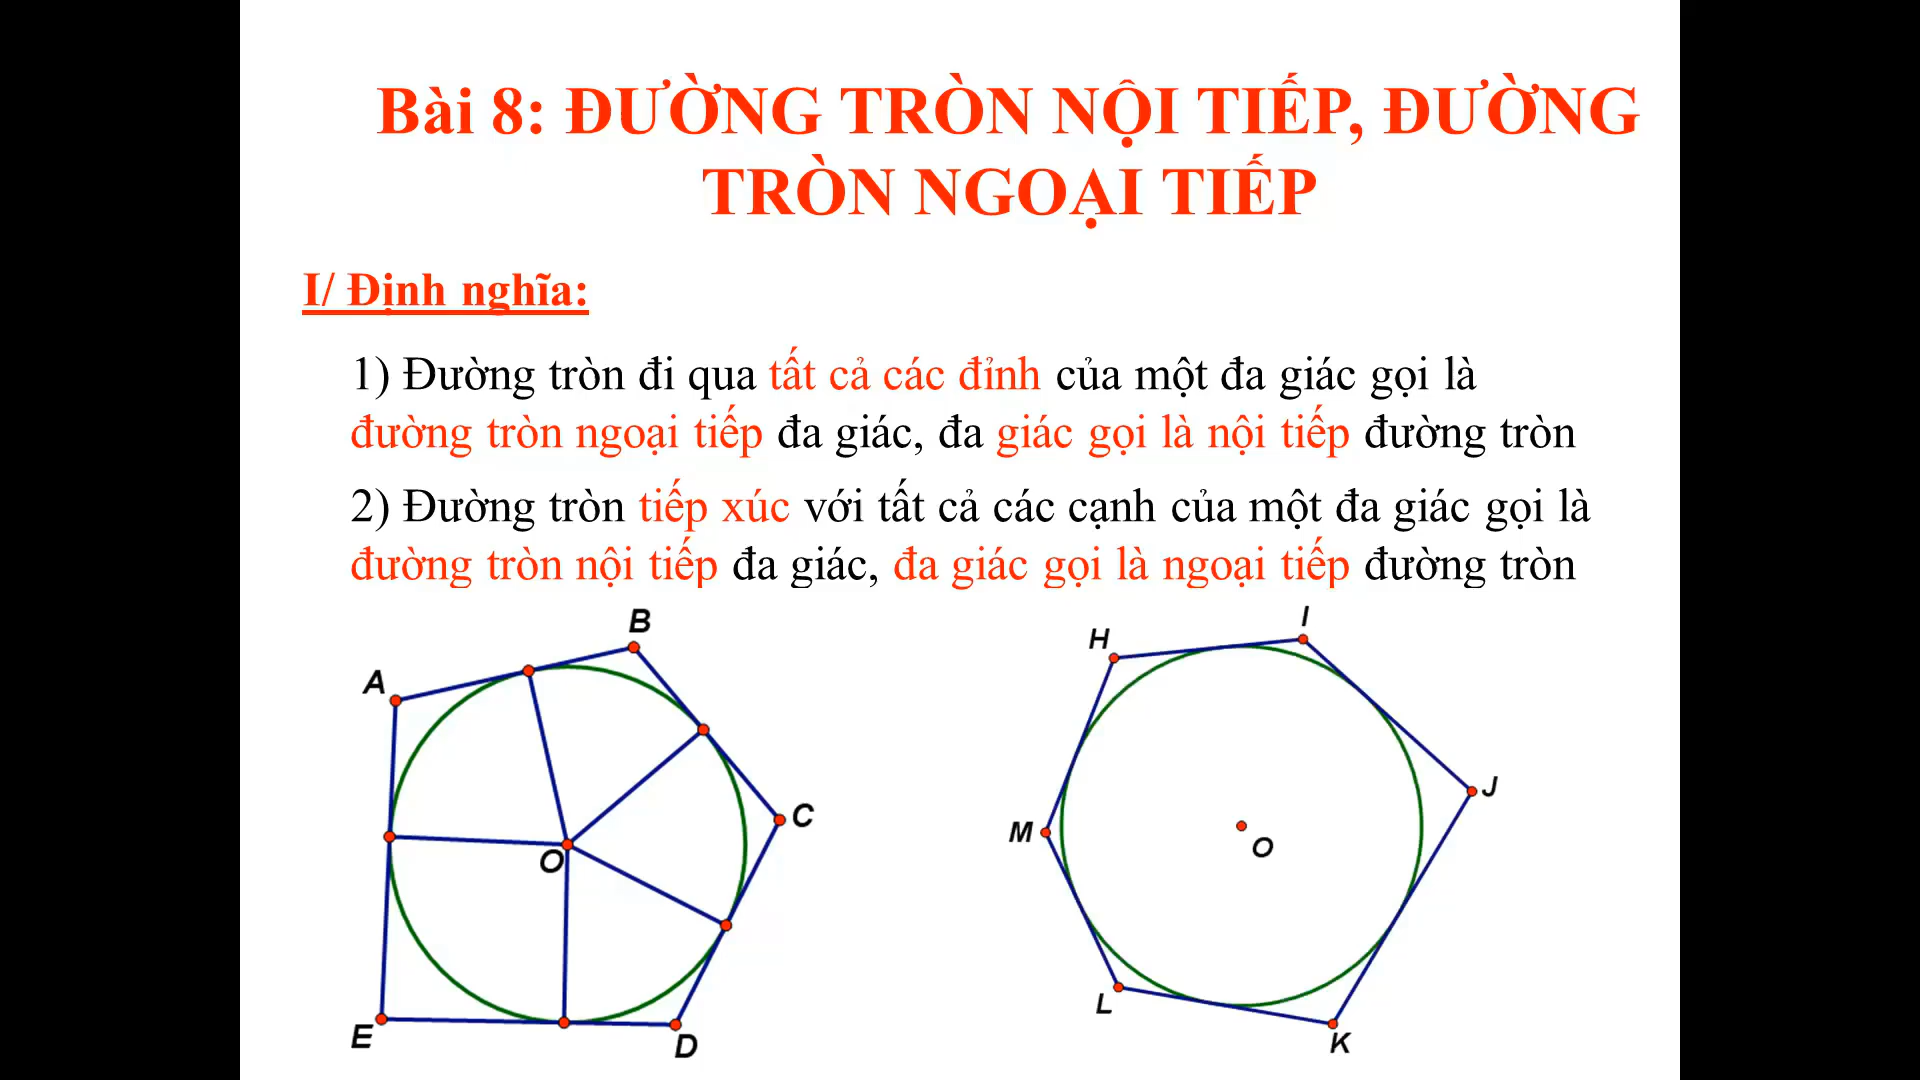 Bài 8: ĐƯỜNG TRÒN NỘI TIẾP, ĐƯỜNG
TRÒN NGOẠI TIẾP
I/ Định nghĩa:
1) Đường tròn đi qua tất cả các đỉnh của một đa giác gọi là
đường tròn ngoại tiếp đa giác, đa giác gọi là nội tiếp đường tròn
2) Đường tròn tiếp xúc với tất cả các cạnh của một đa giác gọi là
đường tròn nội tiếp đa giác, đa giác gọi là ngoại tiếp đường tròn
B
A
C
O
E
D
I
H
J
M
O
L
K